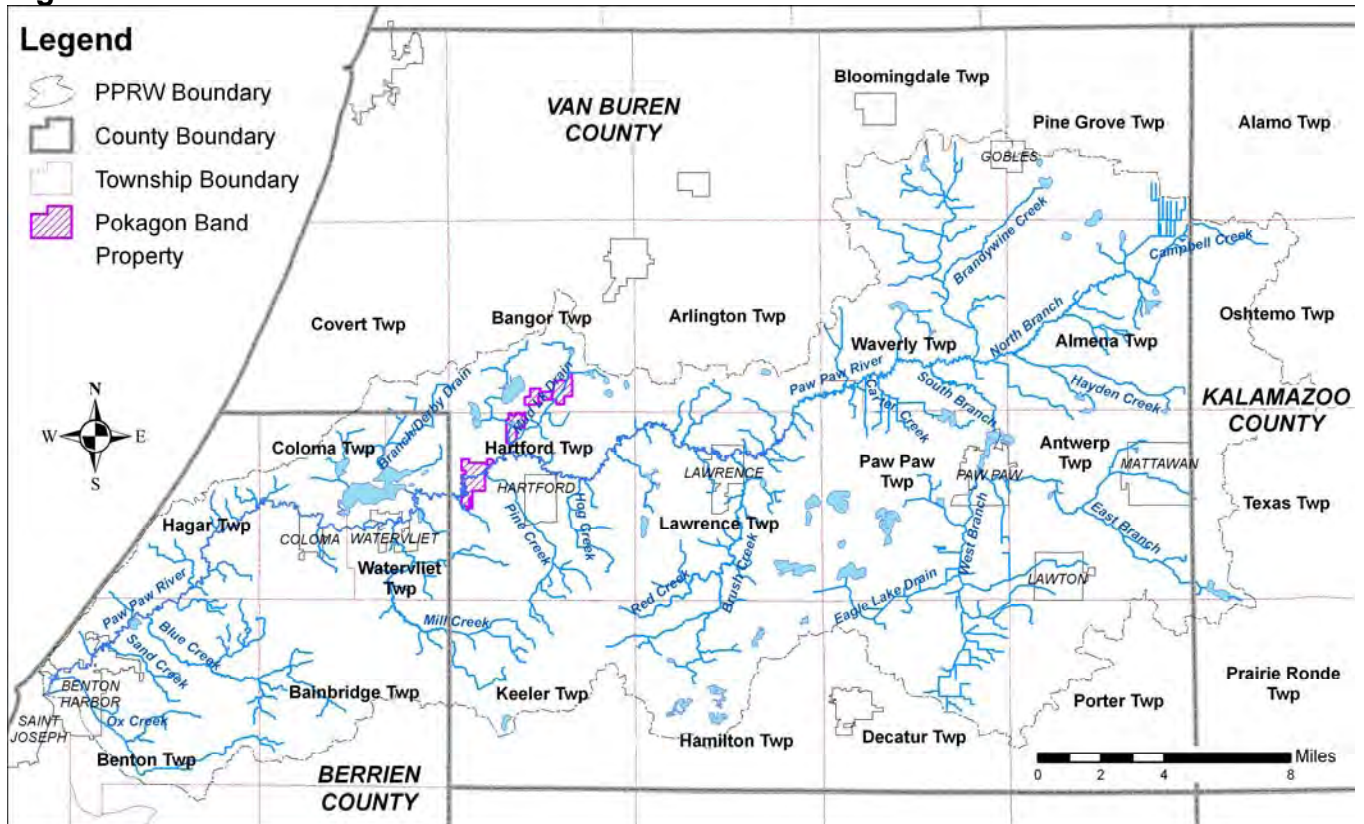 Legend
PPRW Boundary
County Boundary
Township Boundary
Pokagon Band
Property
N
W
E
S
VAN BUREN
COUNTY
Bloomingdale Twp
Pine Grove Twp
Alamo Twp
GOBLES
Brandywine Creek
Campbell Creek
Covert Twp
Bangor Twp
Arlington Twp
Waverly Twp
North Branch
Almena Twp
Oshtemo Twp
Paw Paw River
South Branch
Carter Creek
Hayden Creek
KALAMAZOO
COUNTY
Branch/Derby Drain
Coloma Twp
Hartford Twp
HARTFORD
LAWRENCE
Paw Paw
Twp
PAW PAW
Antwerp
Twp
MATTAWAN
Texas Twp
Hagar Twp
COLOMA
WATERVLIET
Watervliet
Twp
Pine Creek
Hog Creek
Lawrence Twp
West Branch
East Branch
LAWTON
Eagle Lake Drain
Red Creek
Brush Creek
Paw Paw River
Mill Creek
Blue Creek
Sand Creek
BENTON
HARBOR
Bainbridge Twp
Keeler Twp
Hamilton Twp
Decatur Twp
Porter Twp
Prairie Ronde
Twp
SAINT
JOSEPH
Ox Creek
Benton Twp
BERRIEN
COUNTY
Miles
0 2 4 8